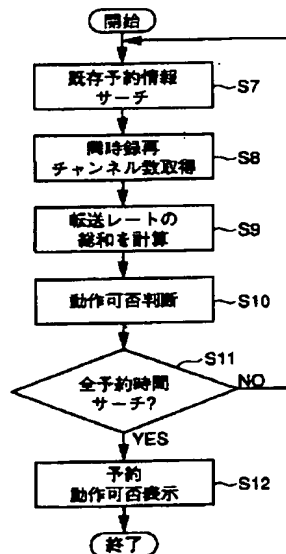 開始
既存予約情報
サーチ
S7
同時録再
チャンネル数取得
S8
転送レートの
総和を計算
S9
動作可否判断
S10
S11
全予約時間
サーチ?
NO
YES
予約
動作可否表示
S12
終了